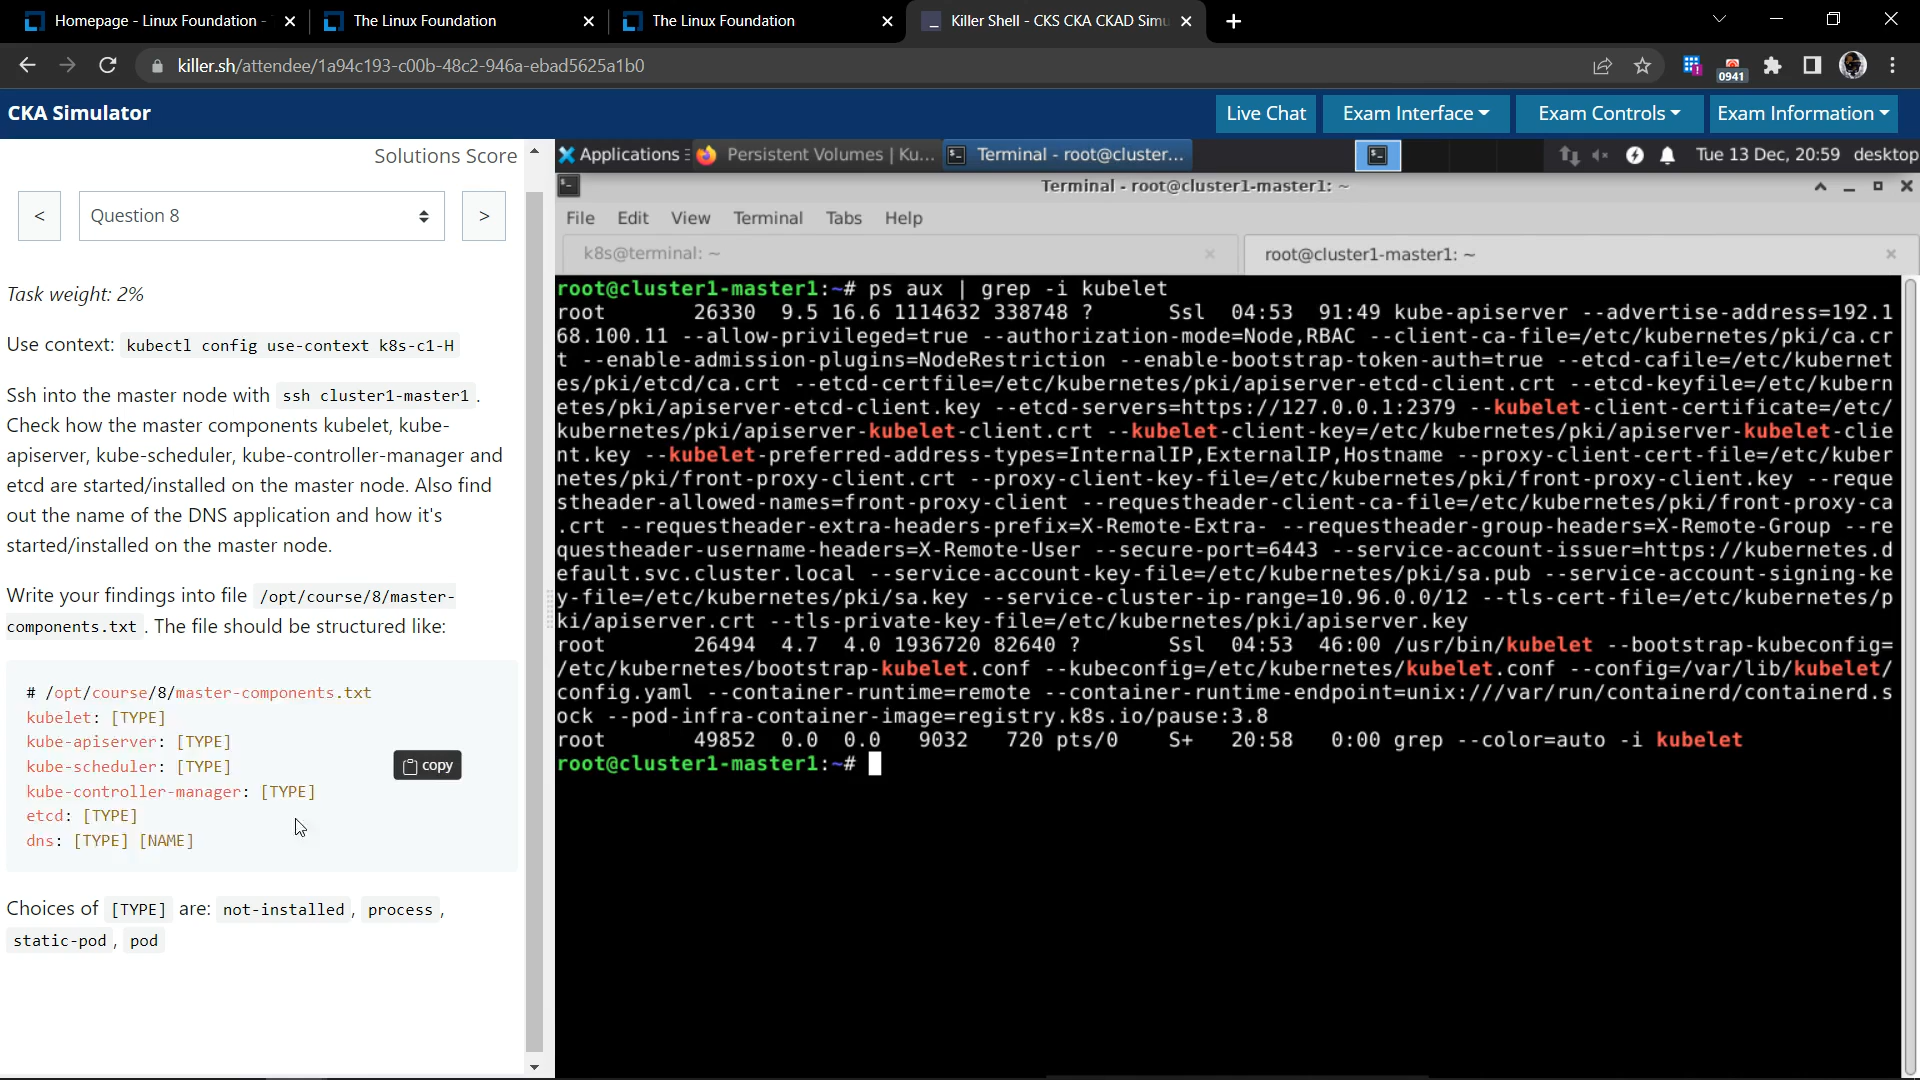 Homepage - Linux Foundation -
The Linux Foundation
The Linux Foundation
Killer Shell - CKS CKA CKAD Simu
killer.sh/attendee/1a94c193-c00b-48c2-946a-ebad5625a1b0
0941
CKA Simulator
Live Chat
Exam Interface
Exam Controls
Exam Information
Solutions Score
<
Question 8
>
Task weight: 2%
Use context: kubectl config use-context k8s-c1-H
Ssh into the master node with ssh cluster1-master1 .
Check how the master components kubelet, kube-
apiserver, kube-scheduler, kube-controller-manager and
etcd are started/installed on the master node. Also find
out the name of the DNS application and how it's
started/installed on the master node.
Write your findings into file /opt/course/8/master-
components.txt . The file should be structured like:
# /opt/course/8/master-components.txt
kubelet: [TYPE]
kube-apiserver: [TYPE]
kube-scheduler: [TYPE]
copy
kube-controller-manager: [TYPE]
etcd: [TYPE]
dns: [TYPE] [NAME]
Choices of [TYPE] are: not-installed , process ,
static-pod , pod
Applications
Persistent Volumes | Ku...
Terminal - root@cluster...
Tue 13 Dec, 20:59 desktop
Terminal - root@cluster1-master1: ~
File Edit View Terminal Tabs Help
k8s@terminal: ~
root@cluster1-master1: ~
root@cluster1-master1:~# ps aux | grep -i kubelet
root 26330 9.5 16.6 1114632 338748 ? Ssl 04:53 91:49 kube-apiserver --advertise-address=192.1
68.100.11 --allow-privileged=true --authorization-mode=Node,RBAC --client-ca-file=/etc/kubernetes/pki/ca.cr
t --enable-admission-plugins=NodeRestriction --enable-bootstrap-token-auth=true --etcd-cafile=/etc/kubernet
es/pki/etcd/ca.crt --etcd-certfile=/etc/kubernetes/pki/apiserver-etcd-client.crt --etcd-keyfile=/etc/kubern
etes/pki/apiserver-etcd-client.key --etcd-servers=https://127.0.0.1:2379 --kubelet-client-certificate=/etc/
kubernetes/pki/apiserver-kubelet-client.crt --kubelet-client-key=/etc/kubernetes/pki/apiserver-kubelet-clie
nt.key --kubelet-preferred-address-types=InternalIP,ExternalIP,Hostname --proxy-client-cert-file=/etc/kuber
netes/pki/front-proxy-client.crt --proxy-client-key-file=/etc/kubernetes/pki/front-proxy-client.key --reque
stheader-allowed-names=front-proxy-client --requestheader-client-ca-file=/etc/kubernetes/pki/front-proxy-ca
.crt --requestheader-extra-headers-prefix=X-Remote-Extra- --requestheader-group-headers=X-Remote-Group --re
questheader-username-headers=X-Remote-User --secure-port=6443 --service-account-issuer=https://kubernetes.d
efault.svc.cluster.local --service-account-key-file=/etc/kubernetes/pki/sa.pub --service-account-signing-ke
y-file=/etc/kubernetes/pki/sa.key --service-cluster-ip-range=10.96.0.0/12 --tls-cert-file=/etc/kubernetes/p
ki/apiserver.crt --tls-private-key-file=/etc/kubernetes/pki/apiserver.key
root 26494 4.7 4.0 1936720 82640 ? Ssl 04:53 46:00 /usr/bin/kubelet --bootstrap-kubeconfig=
/etc/kubernetes/bootstrap-kubelet.conf --kubeconfig=/etc/kubernetes/kubelet.conf --config=/var/lib/kubelet/
config.yaml --container-runtime=remote --container-runtime-endpoint=unix:///var/run/containerd/containerd.s
ock --pod-infra-container-image=registry.k8s.io/pause:3.8
root 49852 0.0 0.0 9032 720 pts/0 S+ 20:58 0:00 grep --color=auto -i kubelet
root@cluster1-master1:~#